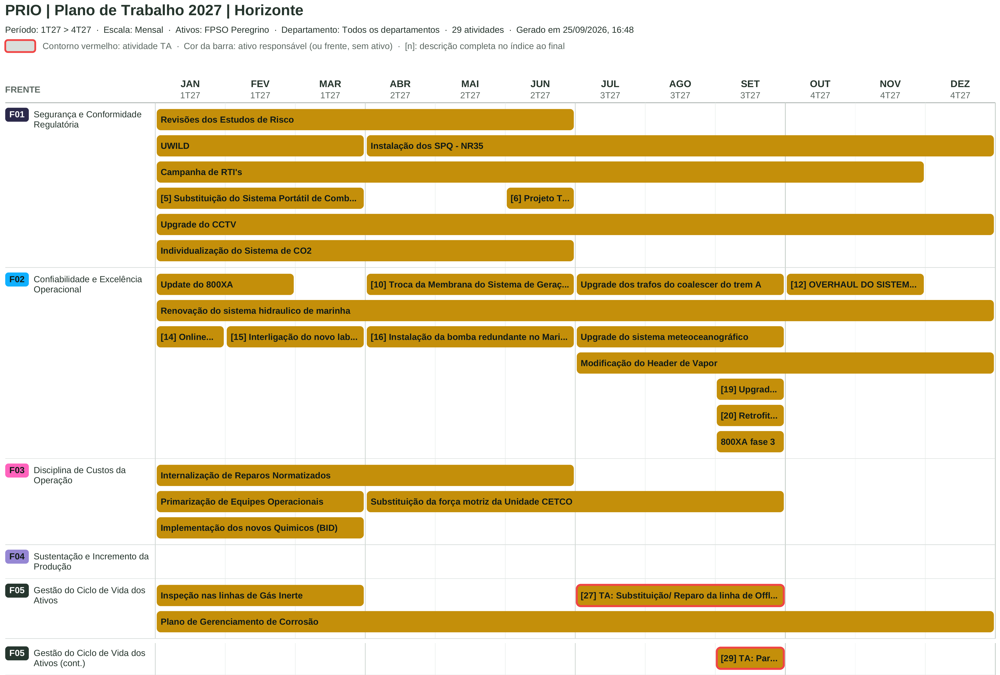 PRIO | Plano de Trabalho 2027 | Horizonte
Período: 1T27 > 4T27 · Escala: Mensal · Ativos: FPSO Peregrino · Departamento: Todos os departamentos · 29 atividades · Gerado em 25/09/2026, 16:48
Contorno vermelho: atividade TA · Cor da barra: ativo responsável (ou frente, sem ativo) · [n]: descrição completa no índice ao final
FRENTE
JAN FEV MAR ABR MAI JUN JUL AGO SET OUT NOV DEZ
1T27 1T27 1T27 2T27 2T27 2T27 3T27 3T27 3T27 4T27 4T27 4T27
F01 Segurança e Conformidade
Regulatória
Revisões dos Estudos de Risco
UWILD
Instalação dos SPQ - NR35
Campanha de RTI's
[5] Substituição do Sistema Portátil de Comb...
[6] Projeto T...
Upgrade do CCTV
Individualização do Sistema de CO2
F02 Confiabilidade e Excelência
Operacional
Update do 800XA
[10] Troca da Membrana do Sistema de Geraç...
Upgrade dos trafos do coalescer do trem A
[12] OVERHAUL DO SISTEM...
Renovação do sistema hidraulico de marinha
[14] Online...
[15] Interligação do novo lab...
[16] Instalação da bomba redundante no Mari...
Upgrade do sistema meteoceanográfico
Modificação do Header de Vapor
[19] Upgrad...
[20] Retrofit...
800XA fase 3
F03 Disciplina de Custos da
Operação
Internalização de Reparos Normatizados
Primarização de Equipes Operacionais
Substituição da força motriz da Unidade CETCO
Implementação dos novos Quimicos (BID)
F04 Sustentação e Incremento da
Produção
F05 Gestão do Ciclo de Vida dos
Ativos
Inspeção nas linhas de Gás Inerte
[27] TA: Substituição/ Reparo da linha de Offl...
Plano de Gerenciamento de Corrosão
F05 Gestão do Ciclo de Vida dos
Ativos (cont.)
[29] TA: Par...